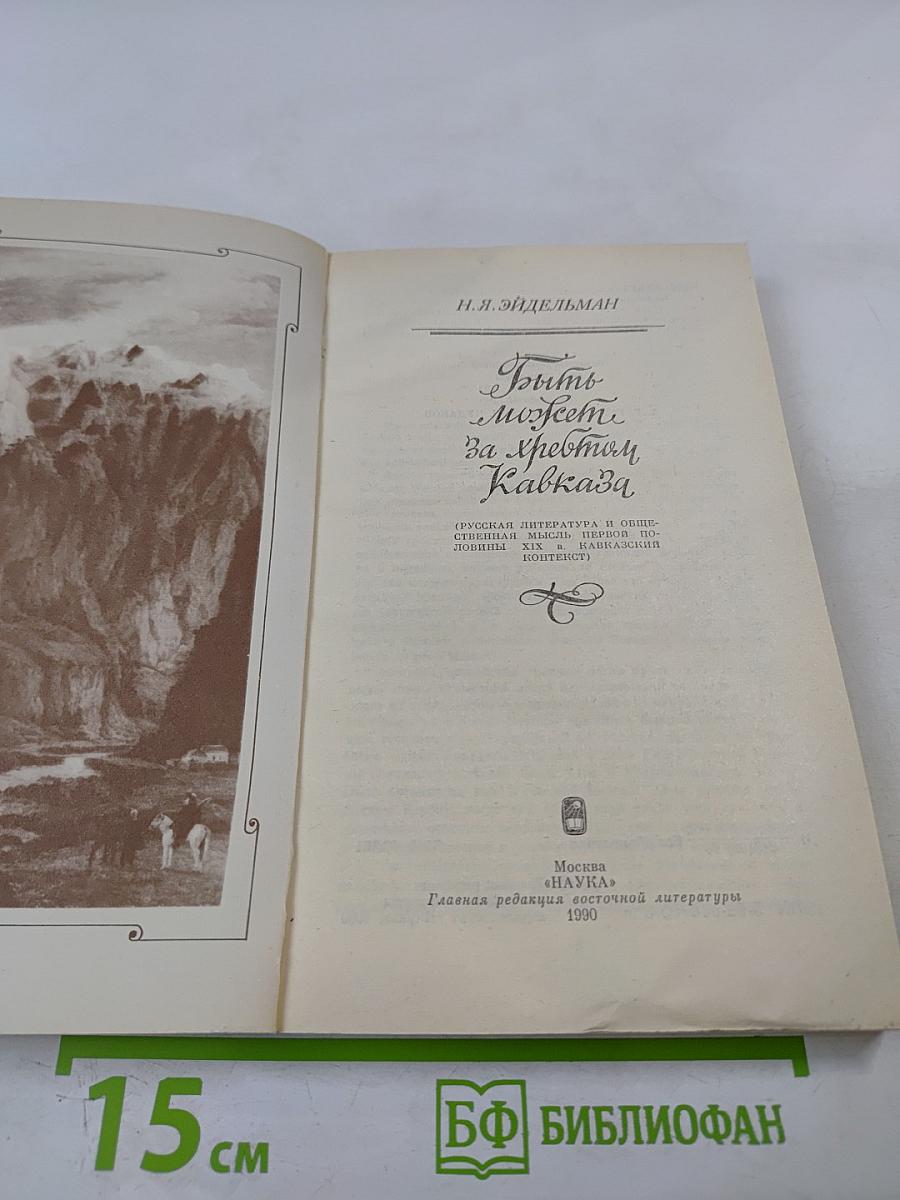 Н. Я. ЭЙДЕЛЬМАН
Быть
может
за хребтом
Кавказа
(РУССКАЯ ЛИТЕРАТУРА И ОБЩЕ-
СТВЕННАЯ МЫСЛЬ ПЕРВОЙ ПО-
ЛОВИНЫ XIX в. КАВКАЗСКИЙ
КОНТЕКСТ)
Москва
«НАУКА»
Главная редакция восточной литературы
1990
15 см
БФ БИБЛИОФАН